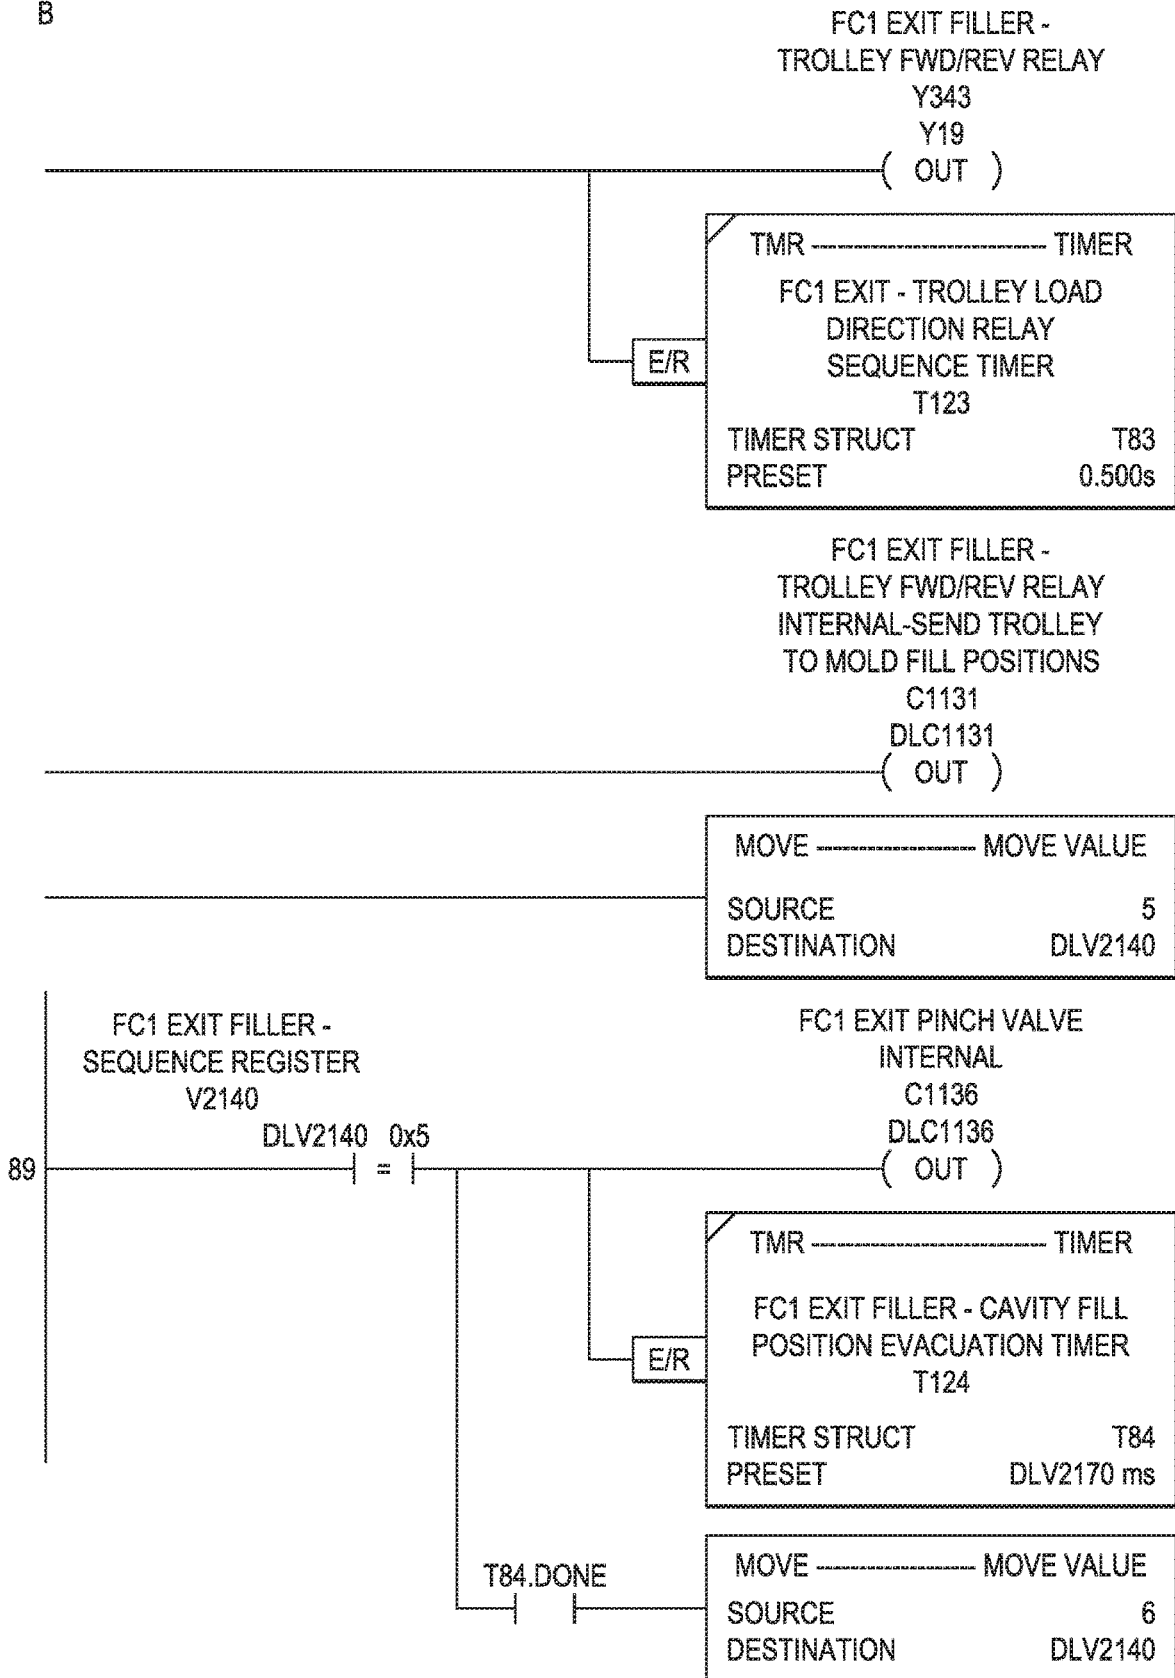 B
FC1 EXIT FILLER -
TROLLEY FWD/REV RELAY
Y343
Y19
( OUT )
TMR ---------------------- TIMER
FC1 EXIT - TROLLEY LOAD
DIRECTION RELAY
E/R
SEQUENCE TIMER
T123
TIMER STRUCT T83
PRESET 0.500s
FC1 EXIT FILLER -
TROLLEY FWD/REV RELAY
INTERNAL-SEND TROLLEY
TO MOLD FILL POSITIONS
C1131
DLC1131
( OUT )
MOVE --------------- MOVE VALUE
SOURCE 5
DESTINATION DLV2140
FC1 EXIT FILLER -
SEQUENCE REGISTER
V2140
DLV2140 0x5
89
=
FC1 EXIT PINCH VALVE
INTERNAL
C1136
DLC1136
( OUT )
TMR ---------------------- TIMER
FC1 EXIT FILLER - CAVITY FILL
POSITION EVACUATION TIMER
E/R
T124
TIMER STRUCT T84
PRESET DLV2170 ms
T84.DONE
MOVE --------------- MOVE VALUE
SOURCE 6
DESTINATION DLV2140